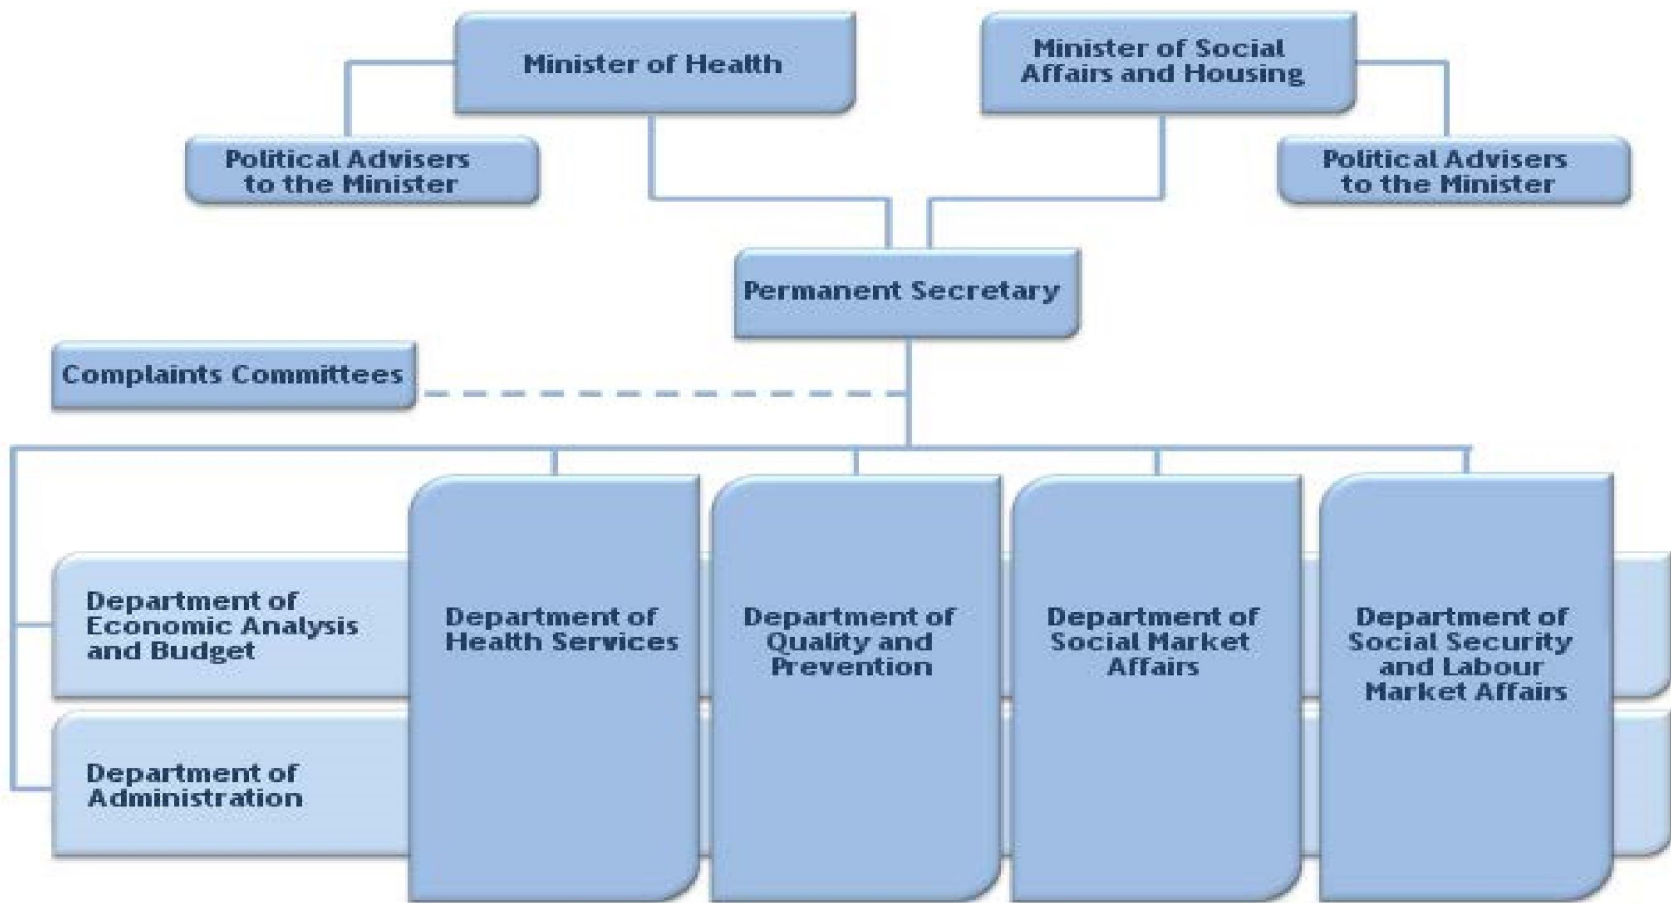 Minister of Health
Minister of Social
Affairs and Housing
Political Advisers
to the Minister
Political Advisers
to the Minister
Permanent Secretary
Complaints Committees
Department of
Economic Analysis
and Budget
Department of
Health Services
Department of
Quality and
Prevention
Department of
Social Market
Affairs
Department of
Social Security
and Labour
Market Affairs
Department of
Administration